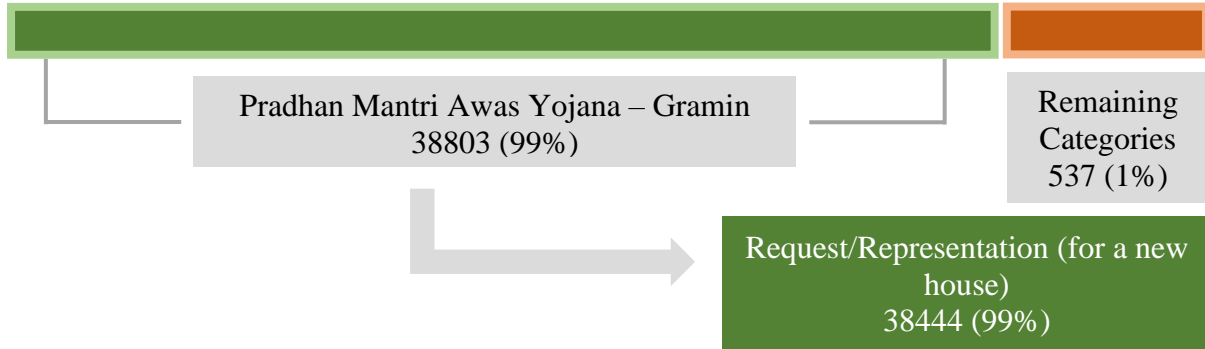 Pradhan Mantri Awas Yojana – Gramin
38803 (99%)
Remaining
Categories
537 (1%)
Request/Representation (for a new
house)
38444 (99%)